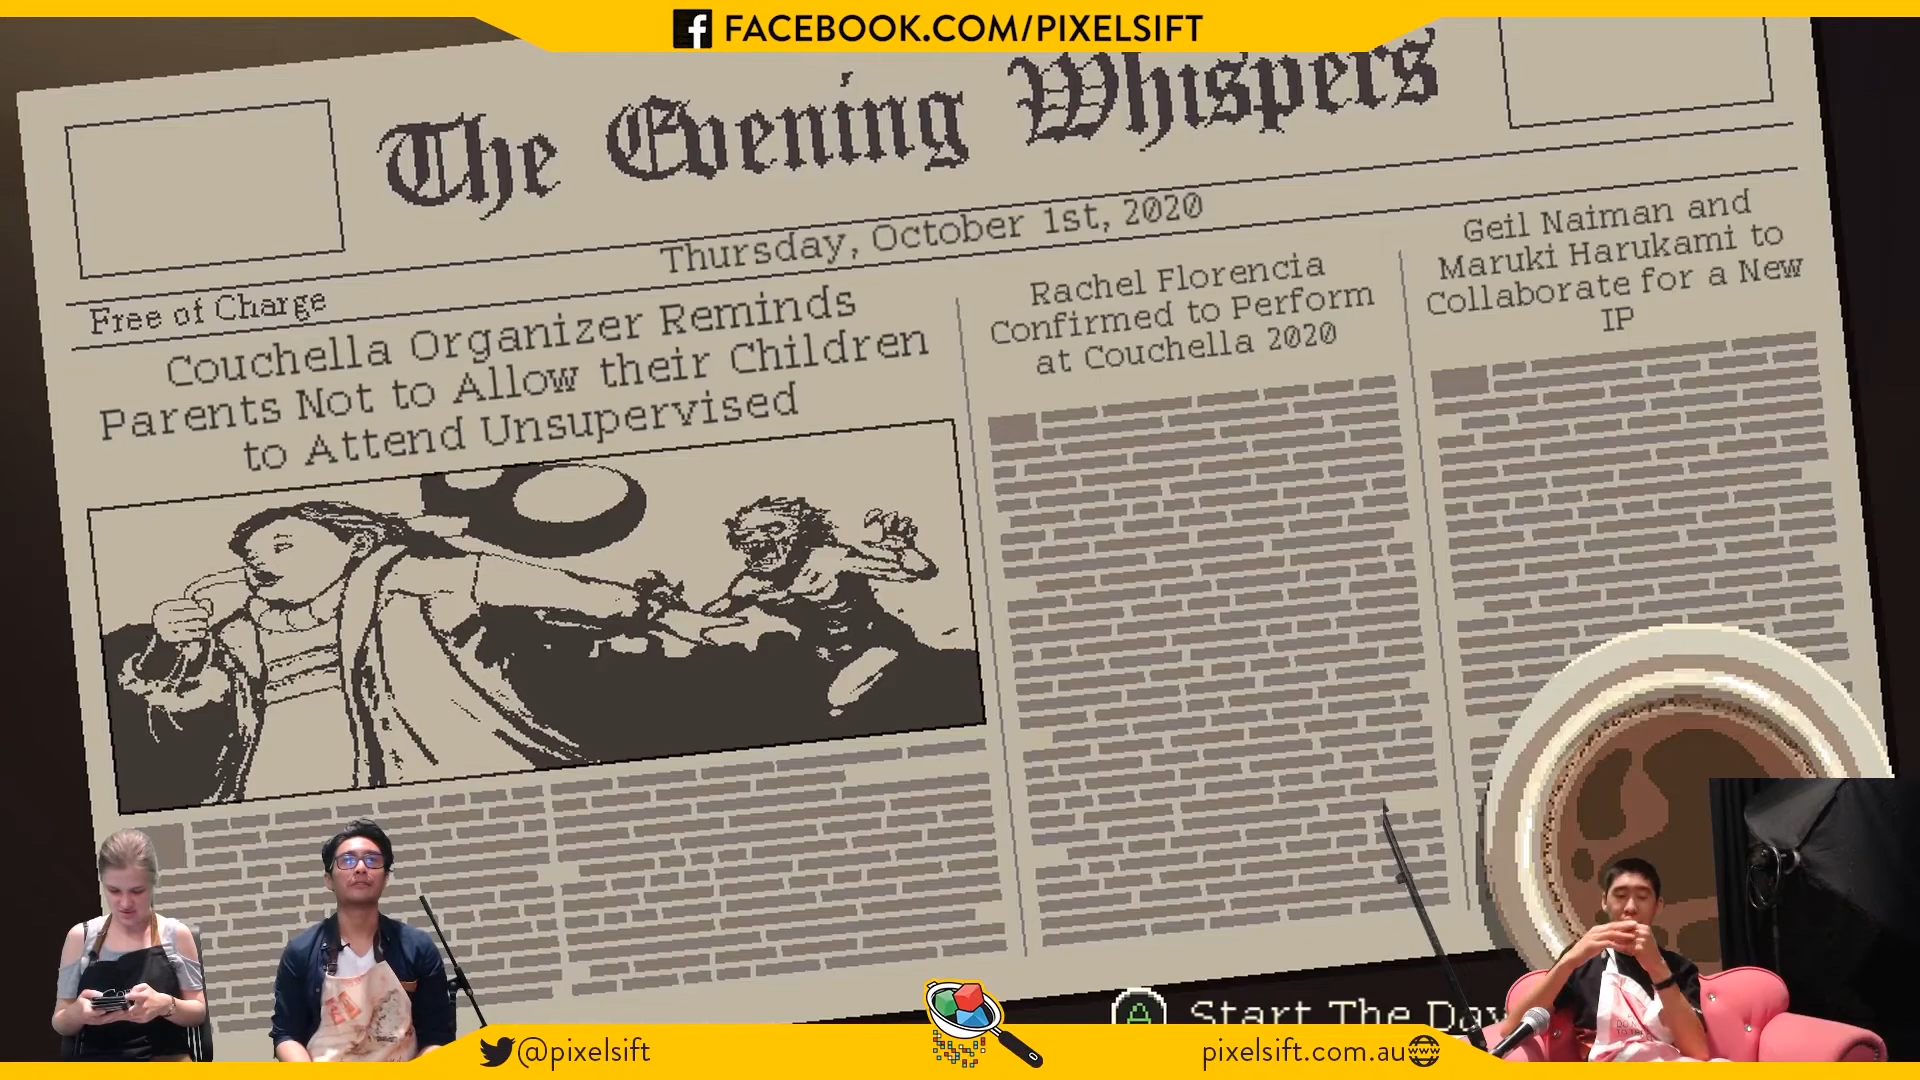 FACEBOOK.COM/PIXELSIFT
The Evening Whispers
Thursday, October 1st, 2020
Free of Charge
Couchella Organizer Reminds
Parents Not to Allow their Children
to Attend Unsupervised
Rachel Florencia
Confirmed to Perform
at Couchella 2020
Geil Naiman and
Maruki Harukami to
Collaborate for a New
IP
A Start The Day
@pixelsift
pixelsift.com.au